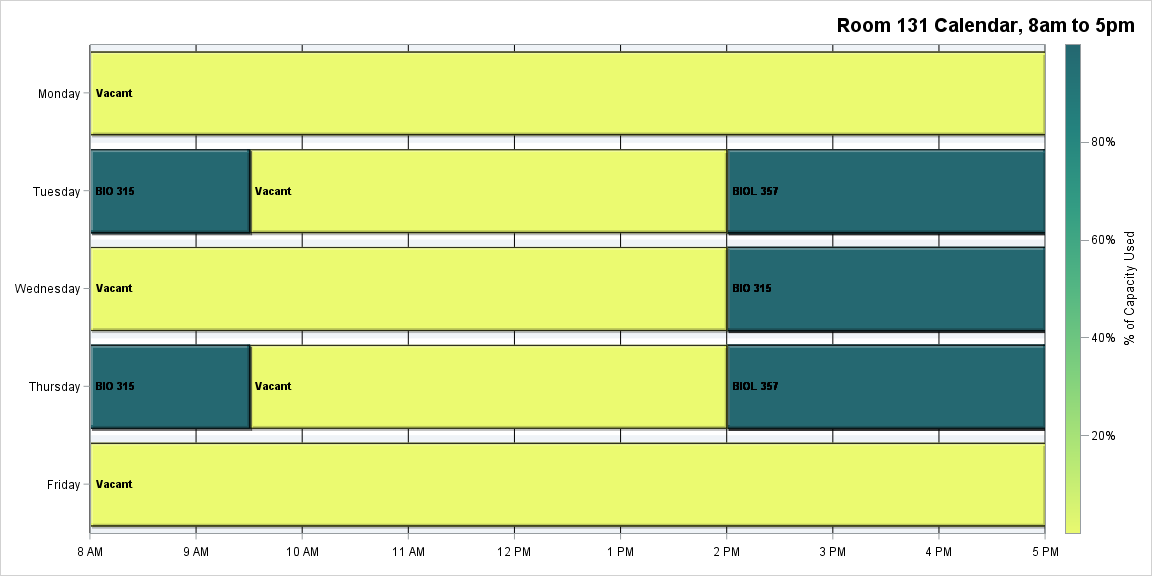 Room 131 Calendar, 8am to 5pm
Monday
Vacant
80%
Tuesday
BIO 315
Vacant
BIOL 357
60%
% of Capacity Used
Wednesday
Vacant
BIO 315
40%
Thursday
BIO 315
Vacant
BIOL 357
20%
Friday
Vacant
8 AM
9 AM
10 AM
11 AM
12 PM
1 PM
2 PM
3 PM
4 PM
5 PM